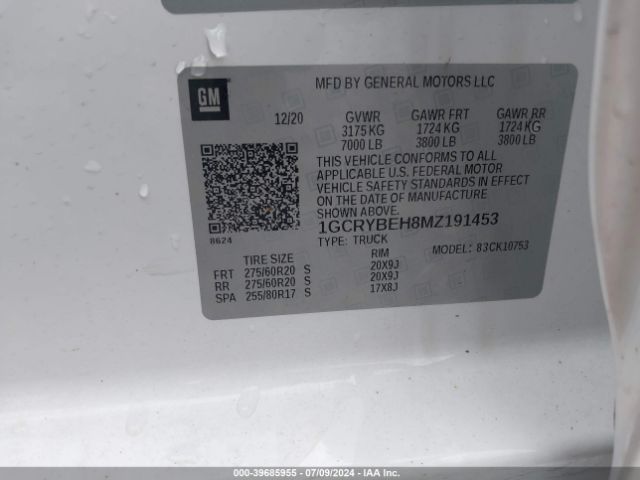 GM
MFD BY GENERAL MOTORS LLC
12/20 GVWR GAWR FRT GAWR RR
3175 KG 1724 KG 1724 KG
7000 LB 3800 LB 3800 LB
THIS VEHICLE CONFORMS TO ALL
APPLICABLE U.S. FEDERAL MOTOR
VEHICLE SAFETY STANDARDS IN EFFECT
ON THE DATE OF MANUFACTURE
SHOWN ABOVE.
1GCRYBEH8MZ191453
8624 TYPE: TRUCK MODEL: 83CK10753
TIRE SIZE RIM
FRT 275/60R20 S 20X9J
RR 275/60R20 S 20X9J
SPA 255/80R17 S 17X8J
000-39685955 - 07/09/2024 - IAAI.COM